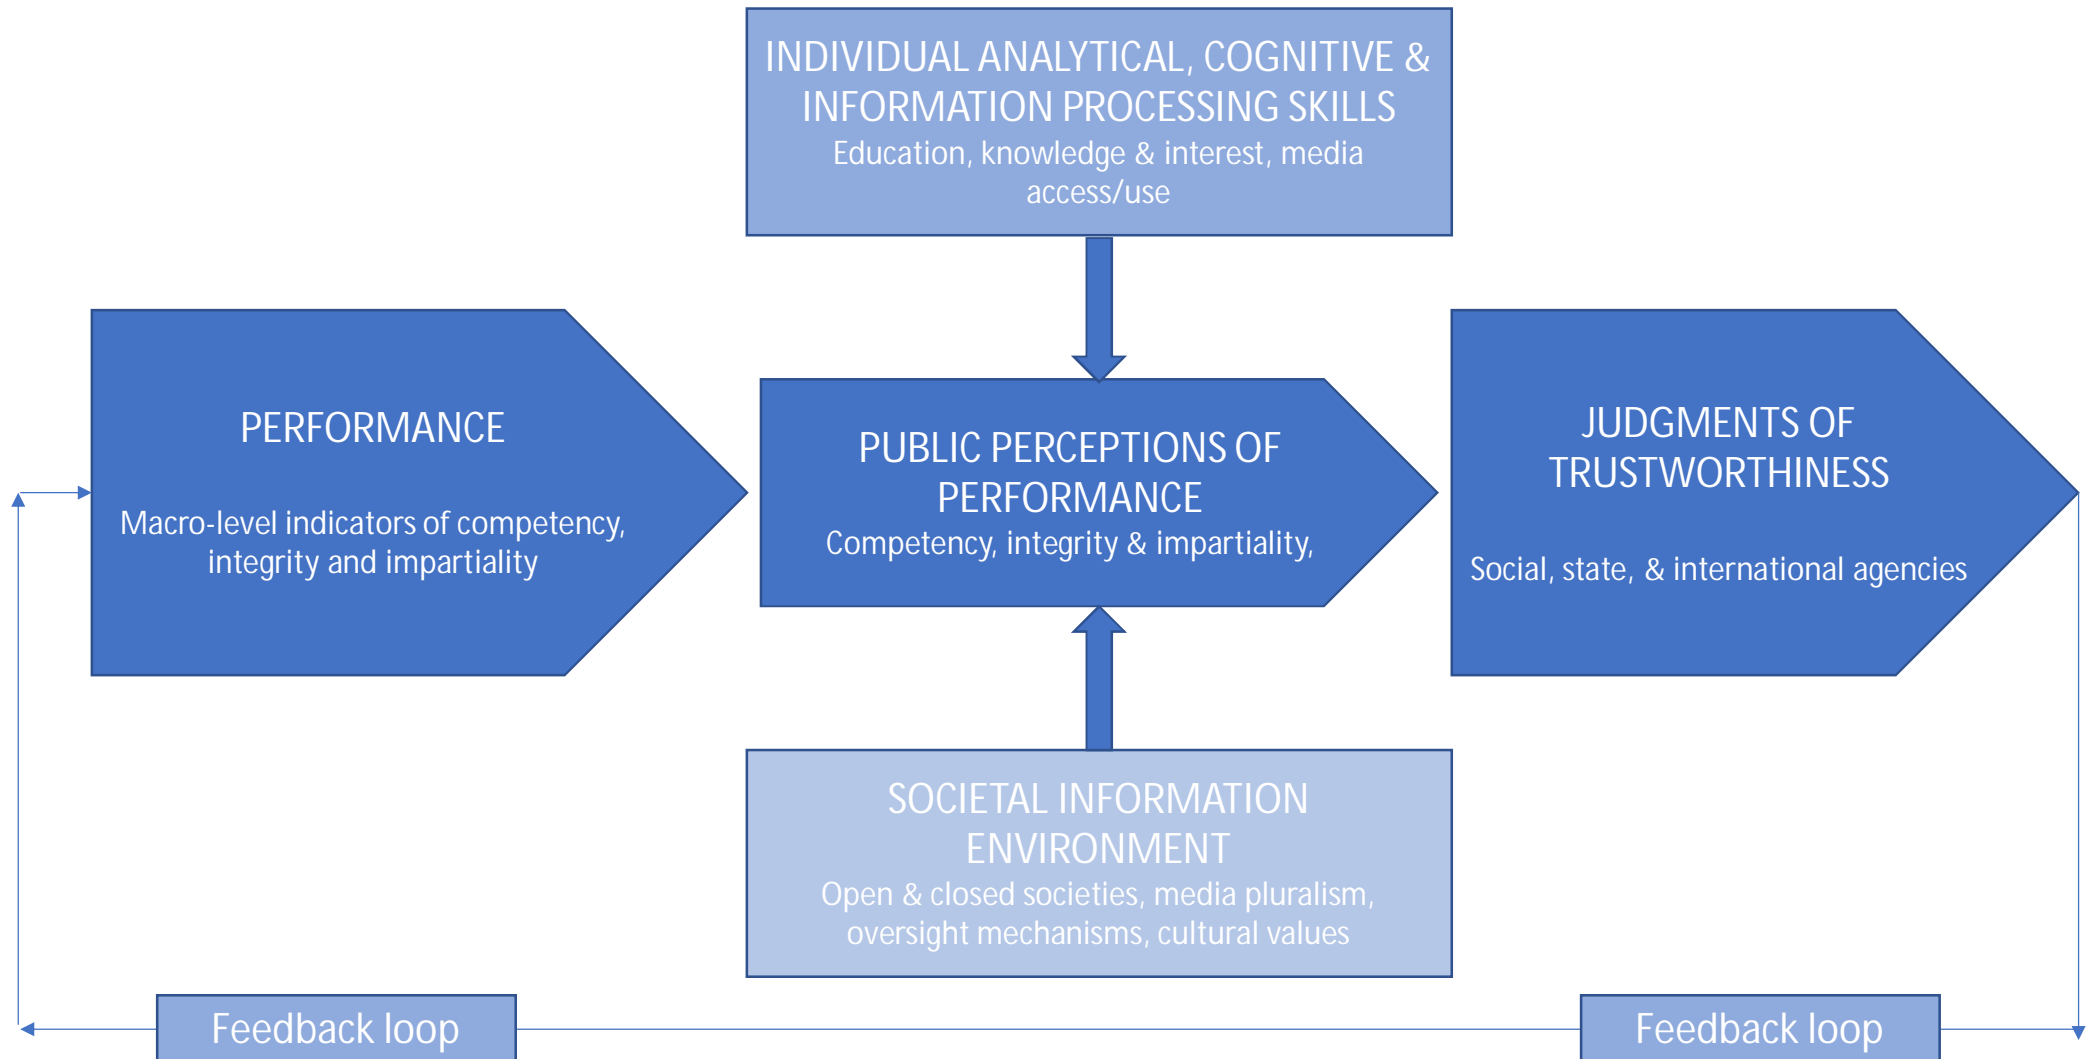 INDIVIDUAL ANALYTICAL, COGNITIVE &
INFORMATION PROCESSING SKILLS
Education, knowledge & interest, media
access/use
PERFORMANCE
Macro-level indicators of competency,
integrity and impartiality
PUBLIC PERCEPTIONS OF
PERFORMANCE
Competency, integrity & impartiality,
JUDGMENTS OF
TRUSTWORTHINESS
Social, state, & international agencies
SOCIETAL INFORMATION
ENVIRONMENT
Open & closed societies, media pluralism,
oversight mechanisms, cultural values
Feedback loop
Feedback loop